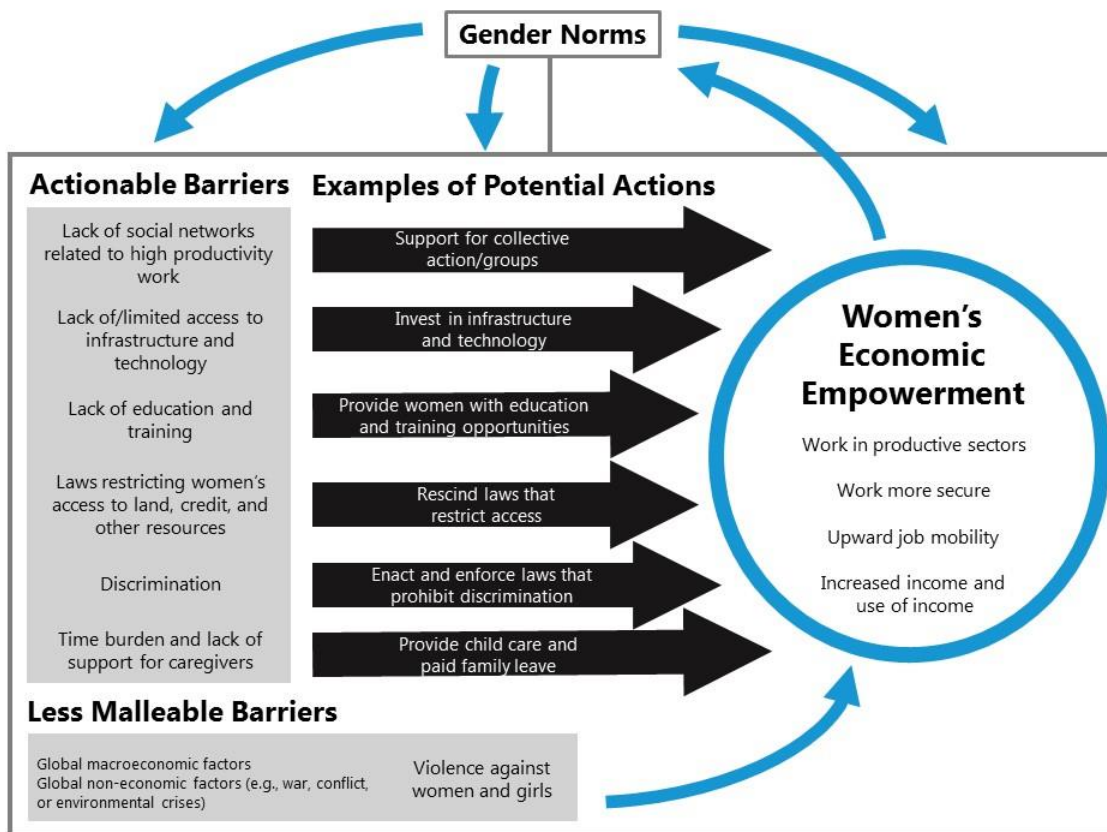 Gender Norms
Actionable Barriers
Lack of social networks
related to high productivity
work
Lack of/limited access to
infrastructure and
technology
Lack of education and
training
Laws restricting women’s
access to land, credit, and
other resources
Discrimination
Time burden and lack of
support for caregivers
Examples of Potential Actions
Support for collective
action/groups
Invest in infrastructure
and technology
Provide women with education
and training opportunities
Rescind laws that
restrict access
Enact and enforce laws that
prohibit discrimination
Provide child care and
paid family leave
Women’s
Economic
Empowerment
Work in productive sectors
Work more secure
Upward job mobility
Increased income and
use of income
Less Malleable Barriers
Global macroeconomic factors
Global non-economic factors (e.g., war, conflict,
or environmental crises)
Violence against
women and girls